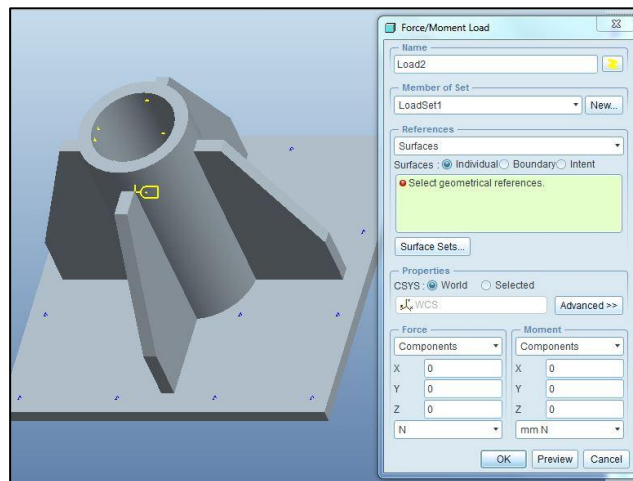 Force/Moment Load
Name
Load2
Member of Set
LoadSet1 New...
References
Surfaces
Surfaces : Individual Boundary Intent
Select geometrical references.
Surface Sets...
Properties
CSYS : World Selected
WCS Advanced >>
Force Moment
Components Components
X 0 X 0
Y 0 Y 0
Z 0 Z 0
N mm N
OK Preview Cancel